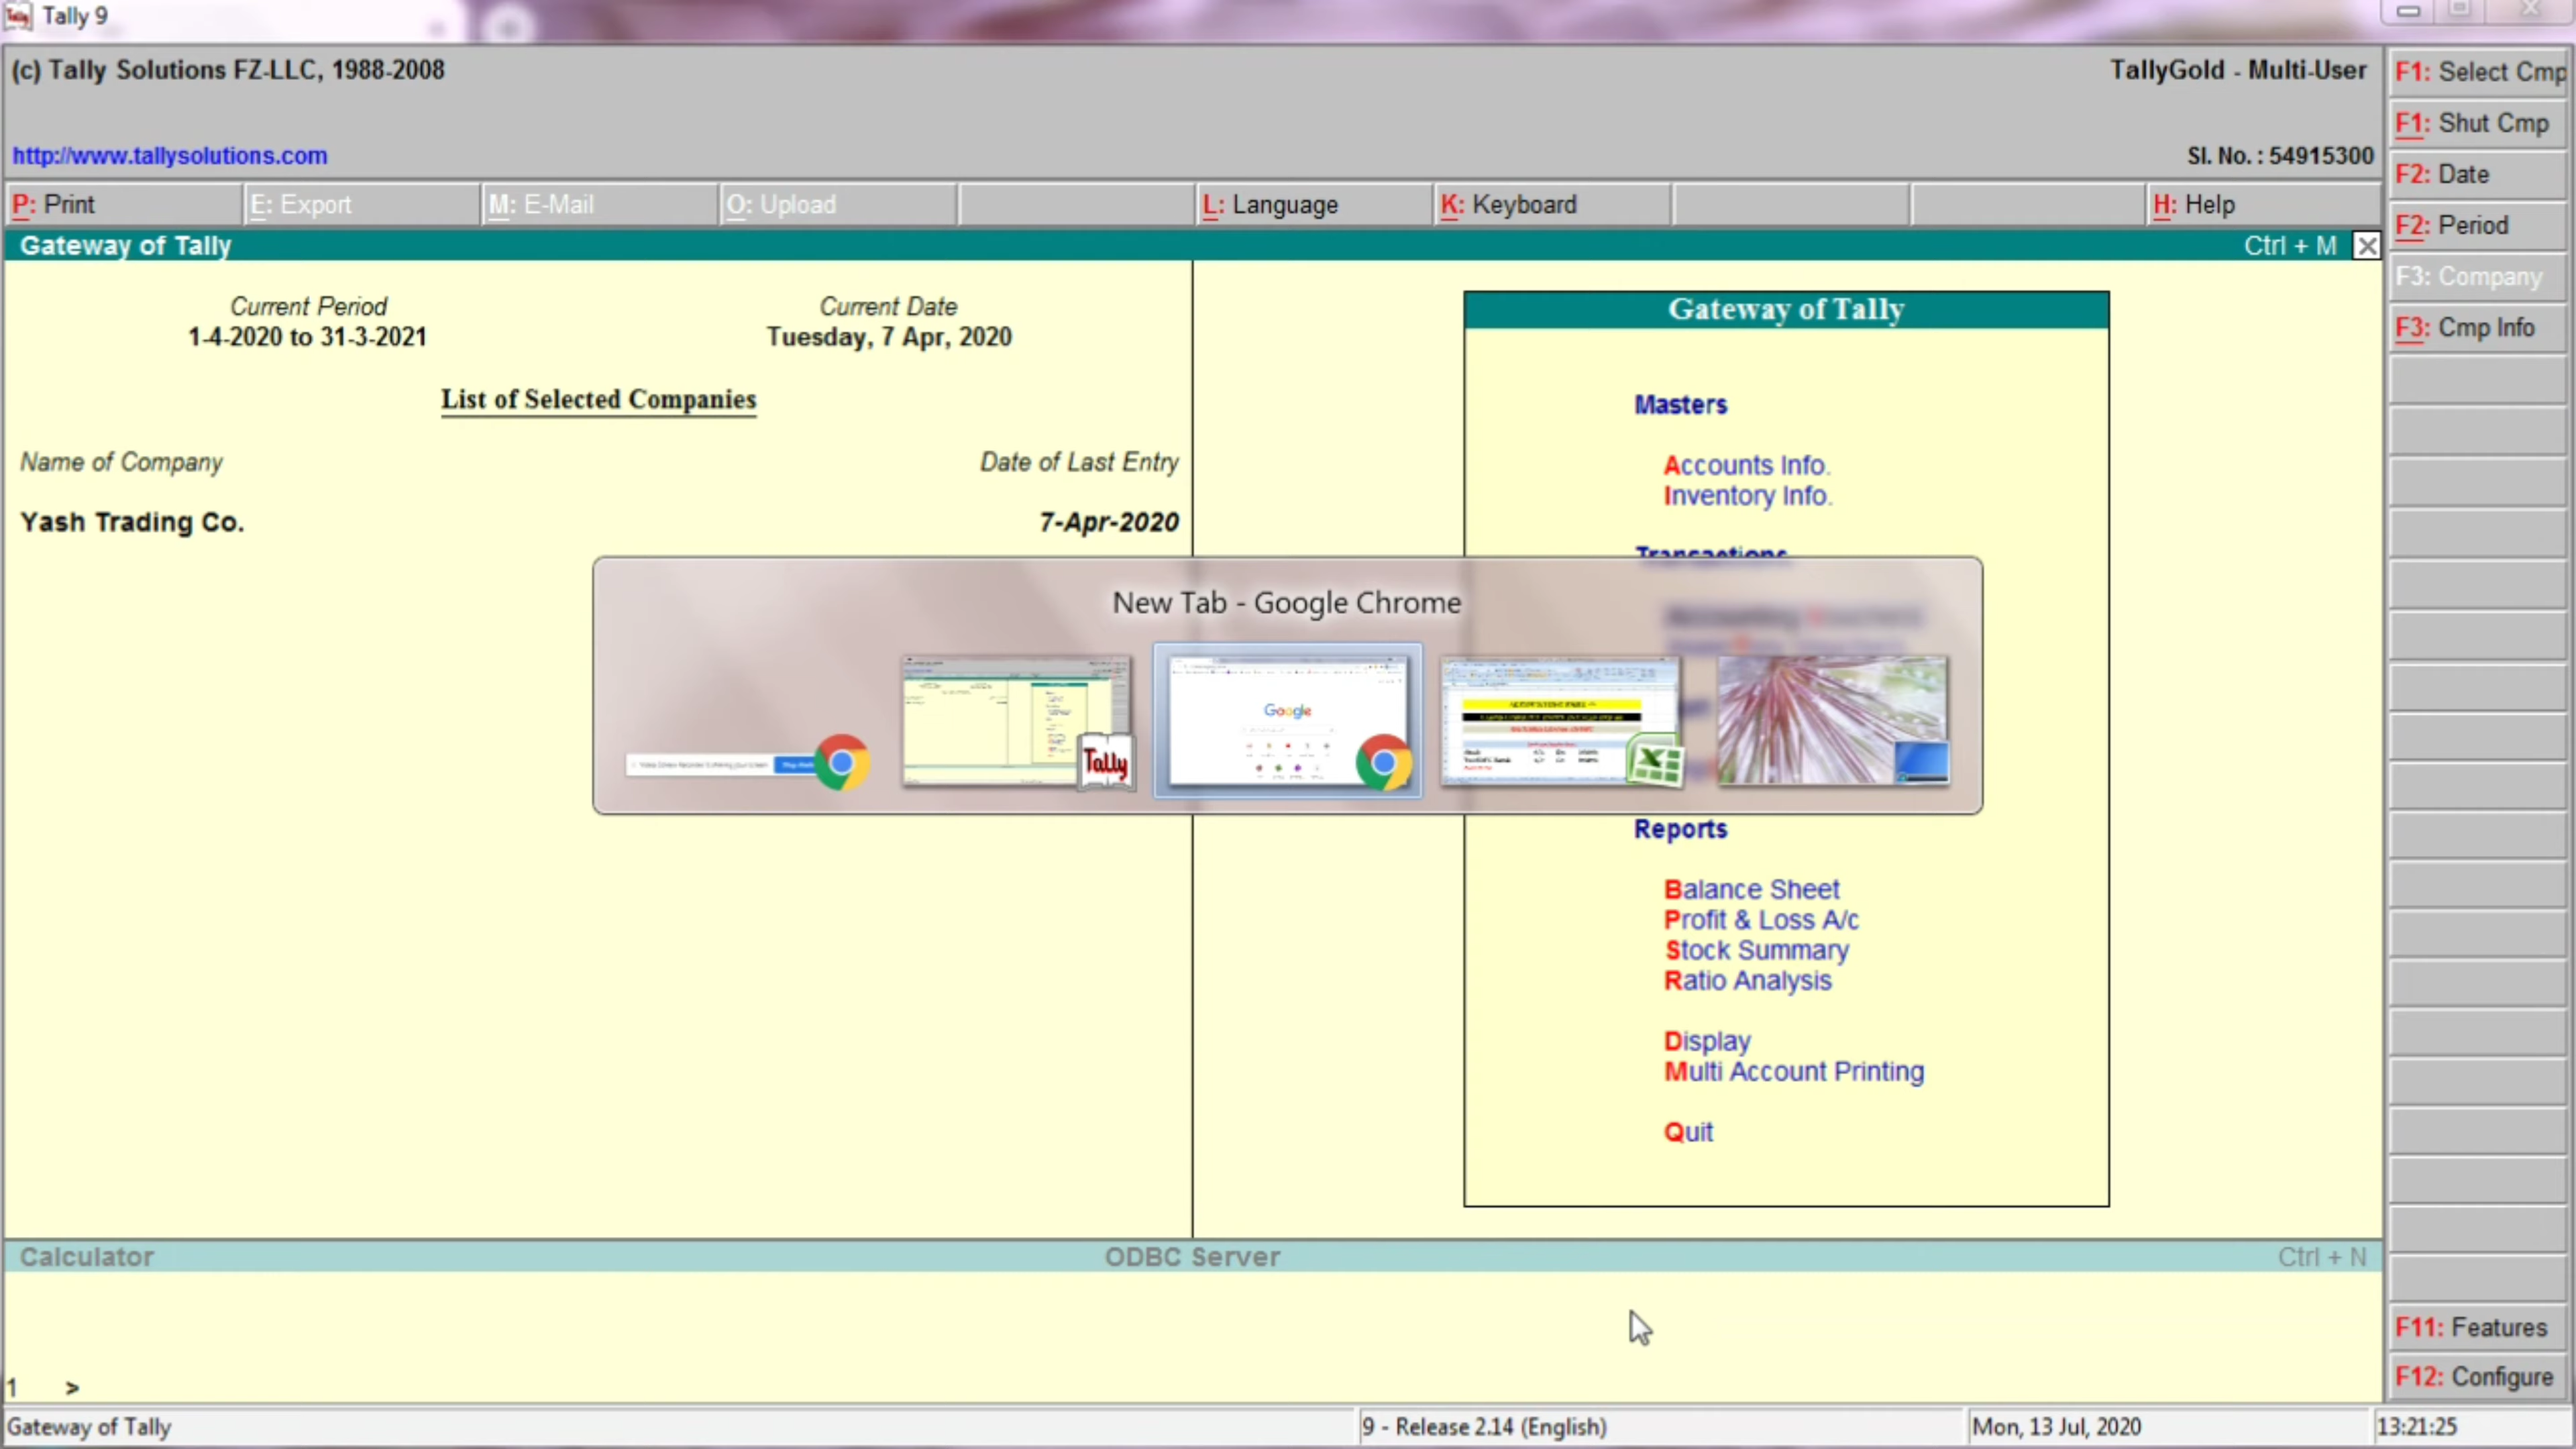 Tally 9
(c) Tally Solutions FZ-LLC, 1988-2008
TallyGold - Multi-User
http://www.tallysolutions.com
Sl. No. : 54915300
P: Print E: Export M: E-Mail O: Upload L: Language K: Keyboard H: Help
Gateway of Tally
Ctrl + M
Current Period
1-4-2020 to 31-3-2021
Current Date
Tuesday, 7 Apr, 2020
List of Selected Companies
Name of Company
Date of Last Entry
Yash Trading Co.
7-Apr-2020
Gateway of Tally
Masters
Accounts Info.
Inventory Info.
Transactions
New Tab - Google Chrome
Google
Tally
Reports
Balance Sheet
Profit & Loss A/c
Stock Summary
Ratio Analysis
Display
Multi Account Printing
Quit
F1: Select Cmp
F1: Shut Cmp
F2: Date
F2: Period
F3: Company
F3: Cmp Info
F11: Features
F12: Configure
Calculator
ODBC Server
Ctrl + N
1 >
Gateway of Tally
9 - Release 2.14 (English)
Mon, 13 Jul, 2020
13:21:25